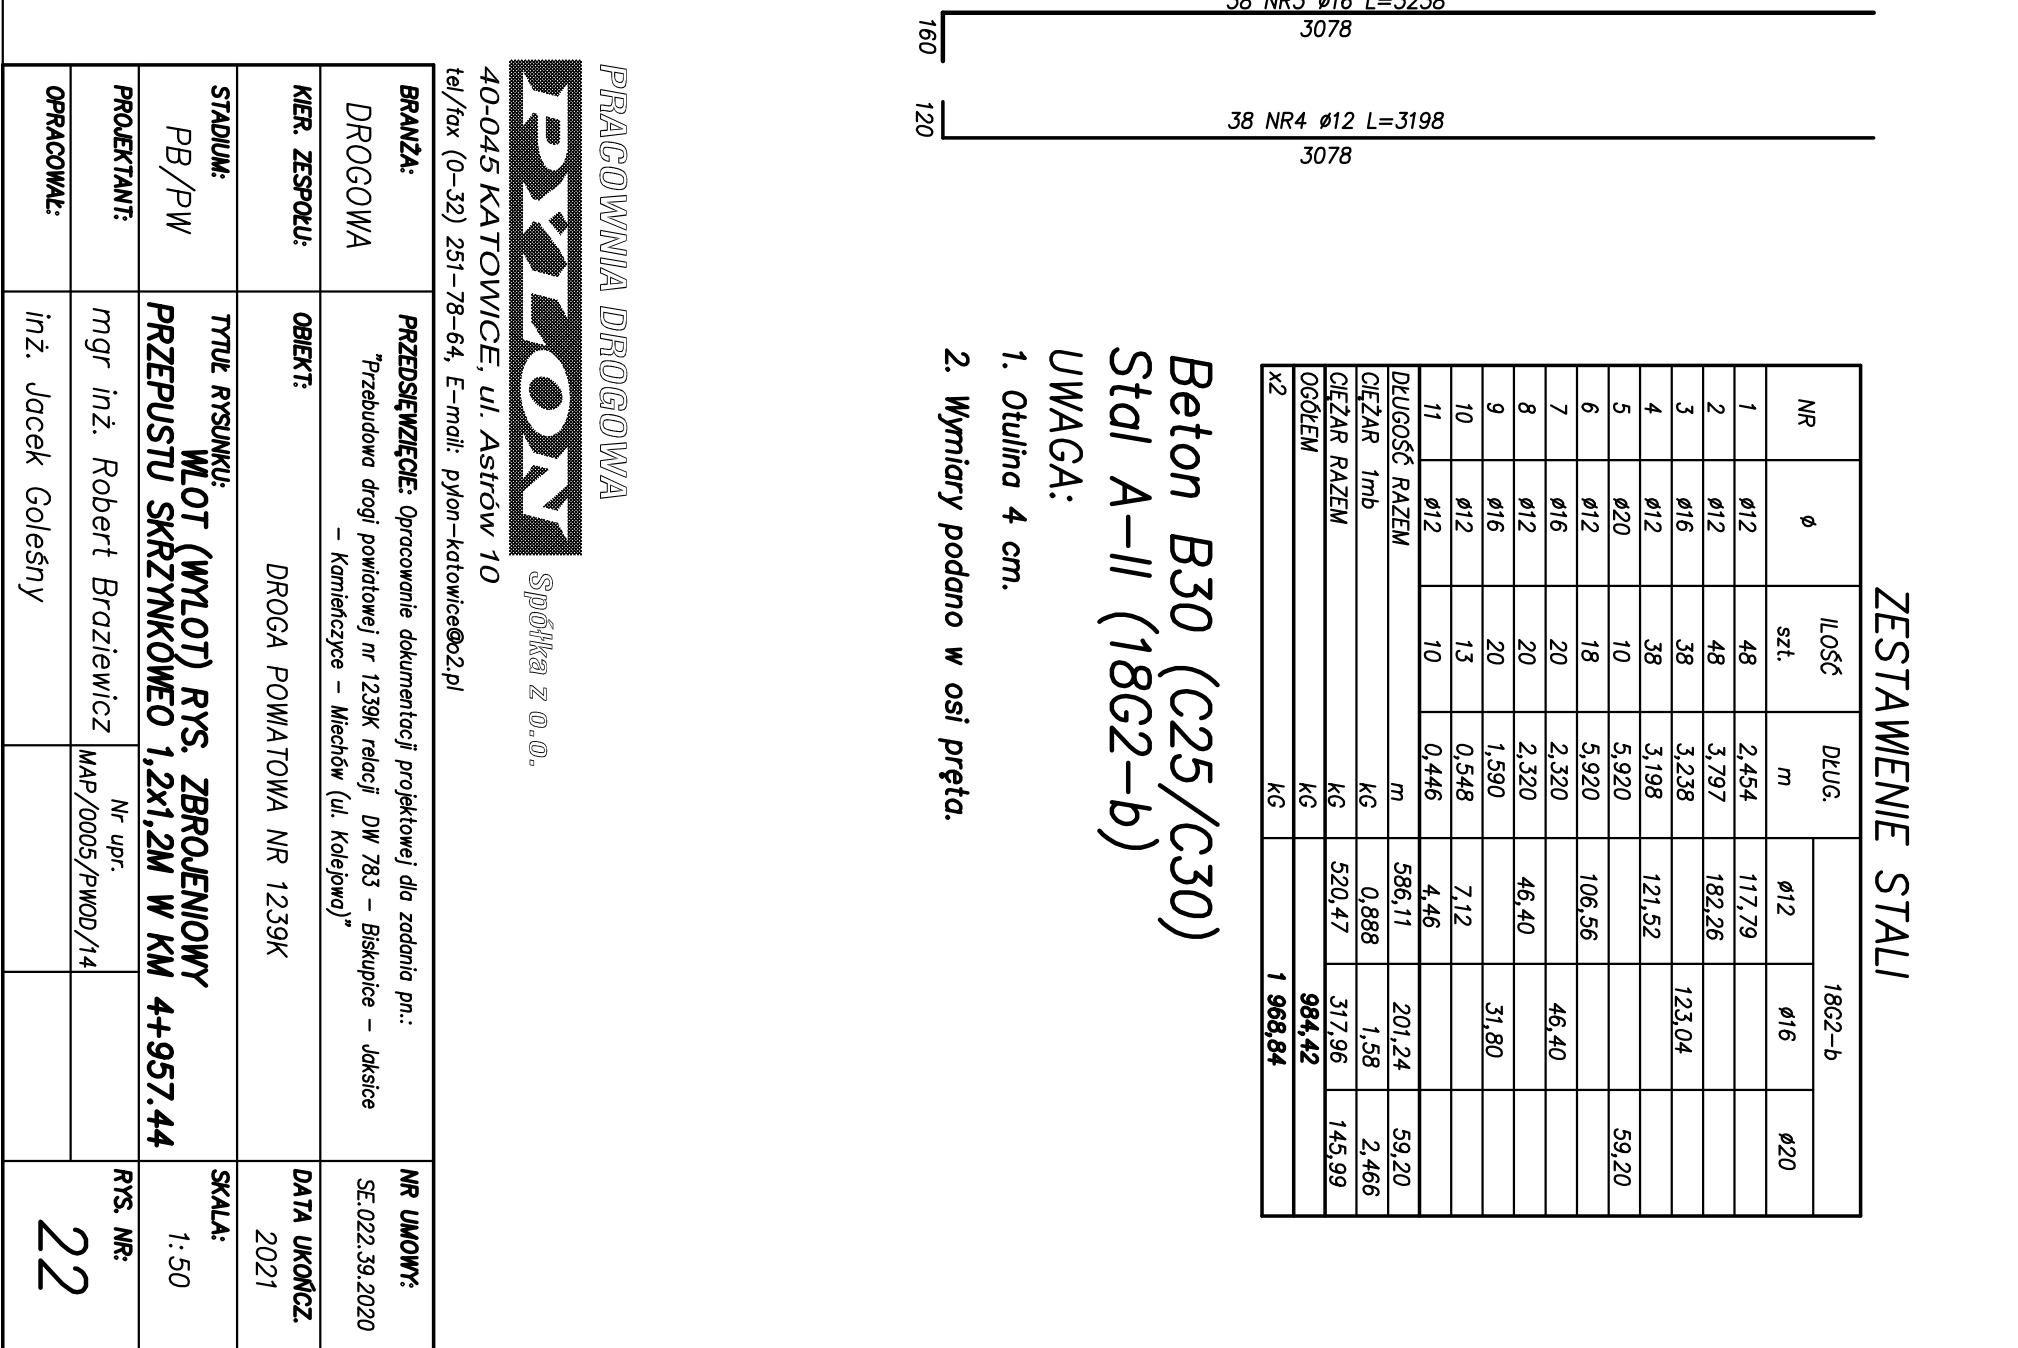 38 NR3 ø16 L=3238
3078
160
38 NR4 ø12 L=3198
3078
120
ZESTAWIENIE STALI
NR ø ILOŚĆ szt. DŁUG. m 18G2-b
ø12 ø16 ø20
1 ø12 48 2,454 117,79
2 ø12 48 3,797 182,26
3 ø16 38 3,238 123,04
4 ø12 38 3,198 121,52
5 ø20 10 5,920 59,20
6 ø12 18 5,920 106,56
7 ø16 20 2,320 46,40
8 ø12 20 2,320 46,40
9 ø16 20 1,590 31,80
10 ø12 13 0,548 7,12
11 ø12 10 0,446 4,46
DŁUGOŚĆ RAZEM m 586,11 201,24 59,20
CIĘŻAR 1mb kG 0,888 1,58 2,466
CIĘŻAR RAZEM kG 520,47 317,96 145,99
OGÓŁEM kG 984,42
x2 kG 1 968,84
Beton B30 (C25/C30)
Stal A-II (18G2-b)
UWAGA:
1. Otulina 4 cm.
2. Wymiary podano w osi pręta.
PRACOWNIA DROGOWA
PYLON Spółka z o.o.
40-045 KATOWICE, ul. Astrów 10
tel/fax (0-32) 251-78-64, E-mail: pylon-katowice@o2.pl
BRANŻA:
DROGOWA
PRZEDSIĘWZIĘCIE: Opracowanie dokumentacji projektowej dla zadania pn.:
"Przebudowa drogi powiatowej nr 1239K relacji DW 783 - Biskupice - Jaksice
- Kamieńczyce - Miechów (ul. Kolejowa)"
NR UMOWY:
SE.022.39.2020
KIER. ZESPOŁU:
OBIEKT:
DROGA POWIATOWA NR 1239K
DATA UKOŃCZ.
2021
STADIUM:
PB/PW
TYTUŁ RYSUNKU:
WLOT (WYLOT) RYS. ZBROJENIOWY
PRZEPUSTU SKRZYNKOWEO 1,2x1,2M W KM 4+957.44
SKALA:
1:50
PROJEKTANT:
mgr inż. Robert Braziewicz
Nr upr.
MAP/0005/PWOD/14
RYS. NR:
22
OPRACOWAŁ:
inż. Jacek Goleśny